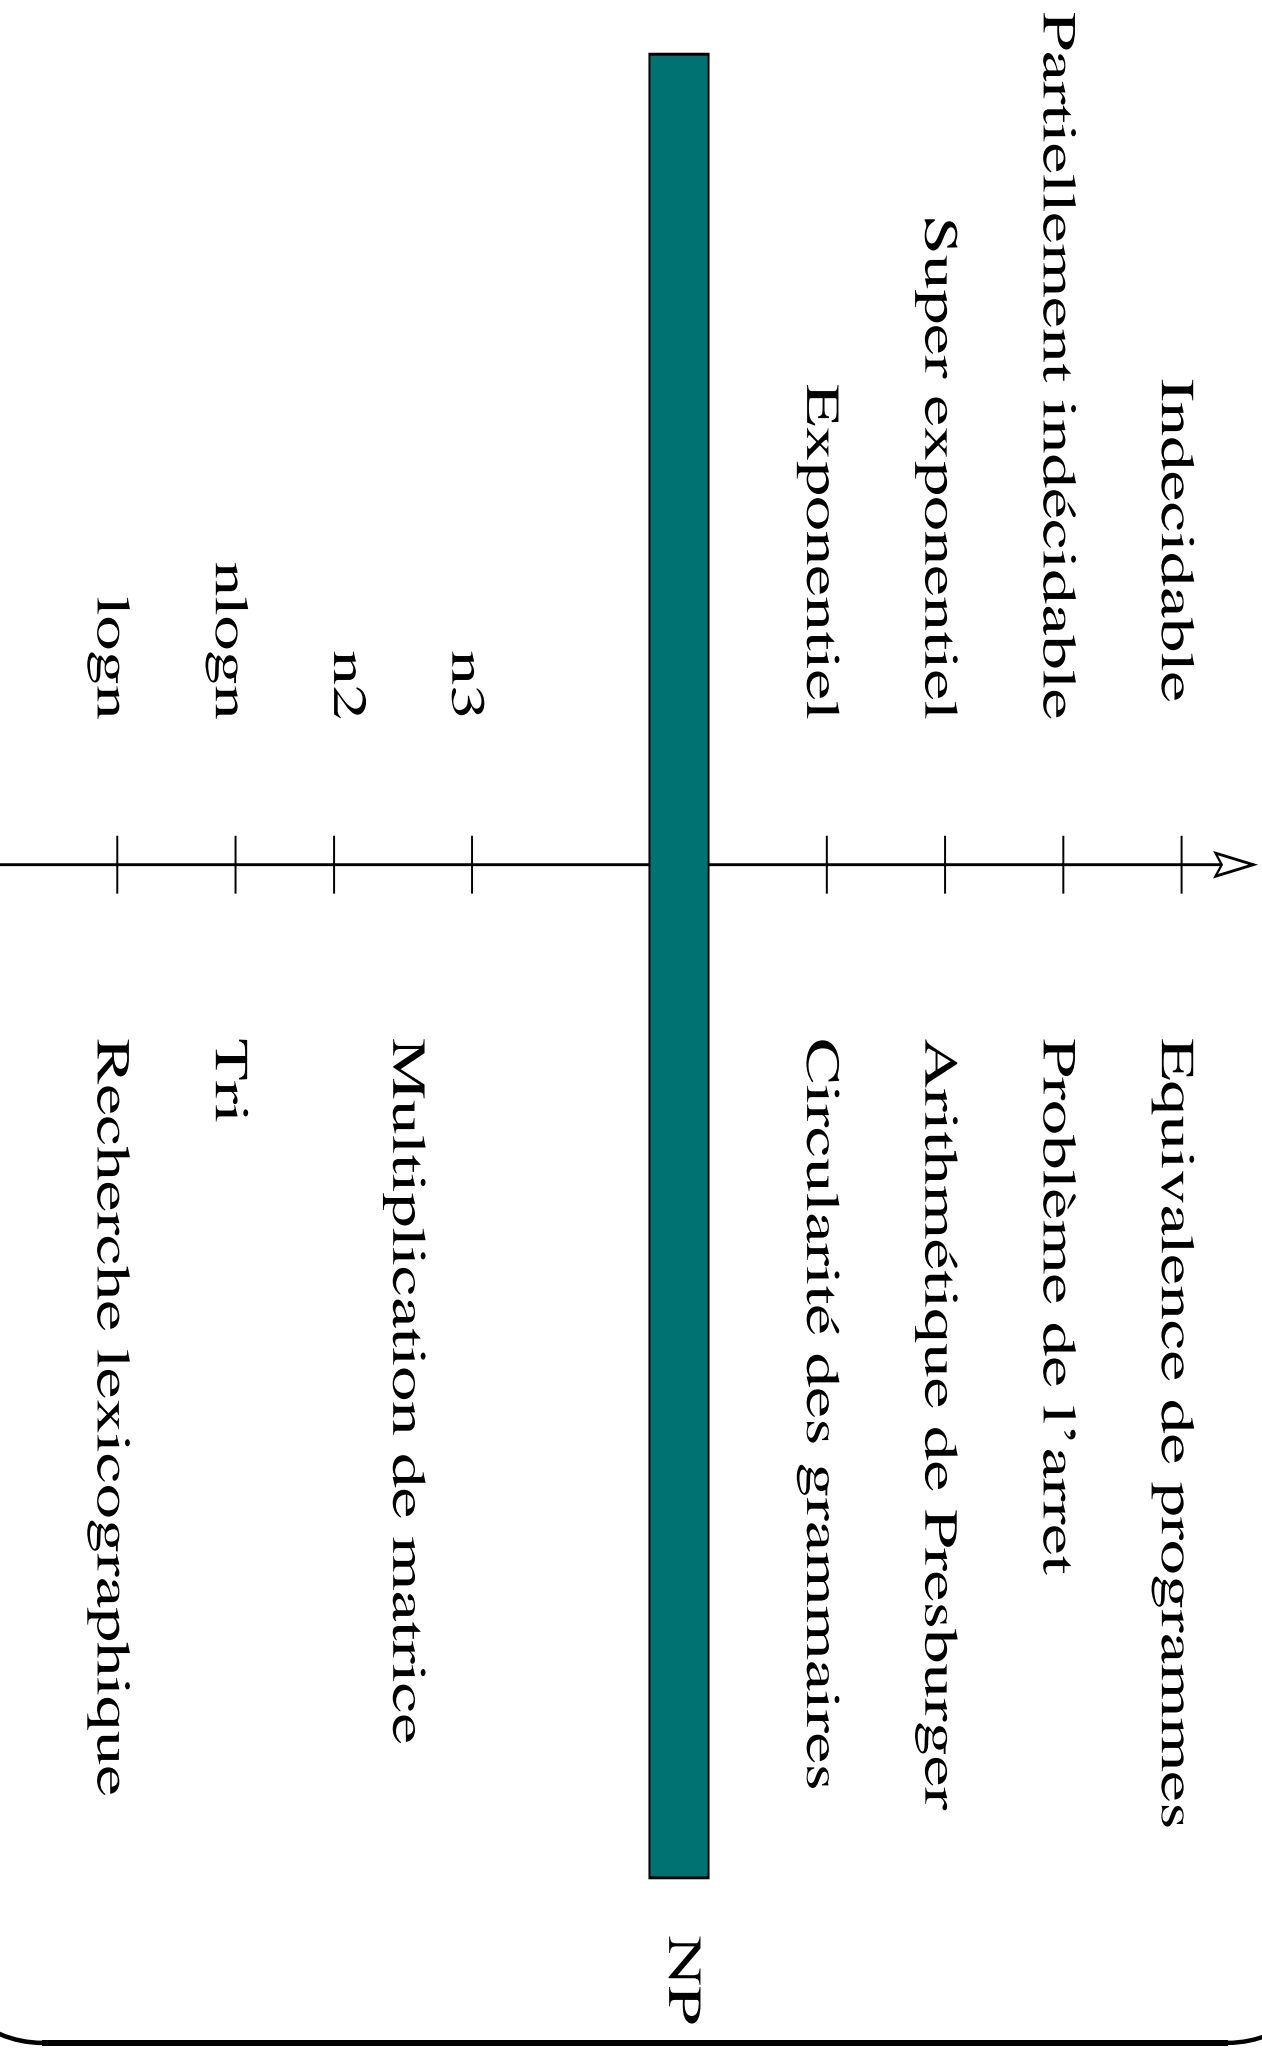 Indecidable Equivalence de programmes
Partiellement indécidable Problème de l'arret
Super exponentiel Arithmétique de Presburger
Exponentiel Circularité des grammaires
NP
n3
Multiplication de matrice
n2
nlogn Tri
logn Recherche lexicographique